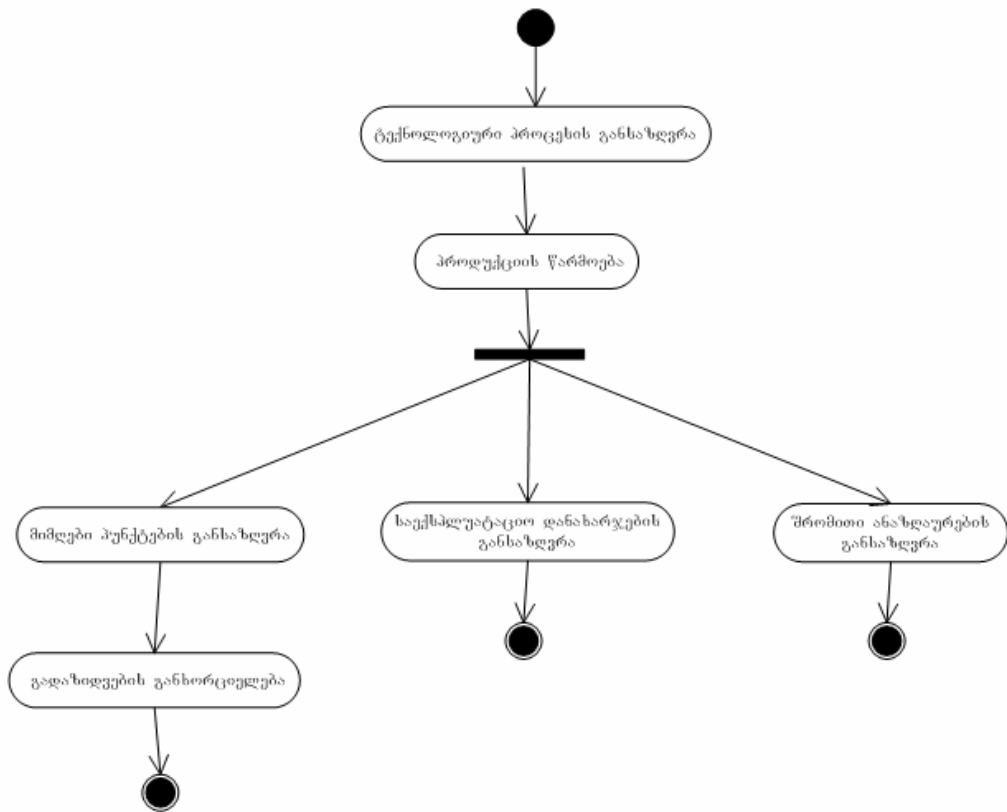 ტექნოლოგიური პროცესის განსაზღვრა
პროდუქციის წარმოება
მიმღები პუნქტების განსაზღვრა
საექსპლუატაციო დანახარჯების
განსაზღვრა
შრომითი ანაზღაურების
განსაზღვრა
გადაზიდვების განხორციელება